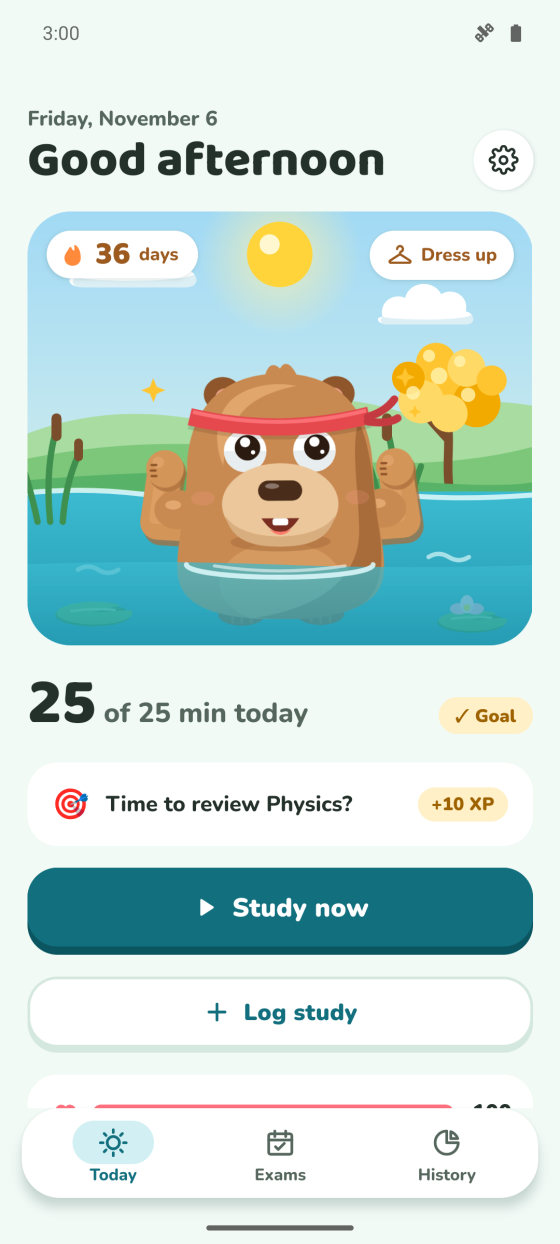 3:00
Friday, November 6
Good afternoon
36 days
Dress up
25 of 25 min today
✓ Goal
Time to review Physics?
+10 XP
Study now
Log study
Today
Exams
History